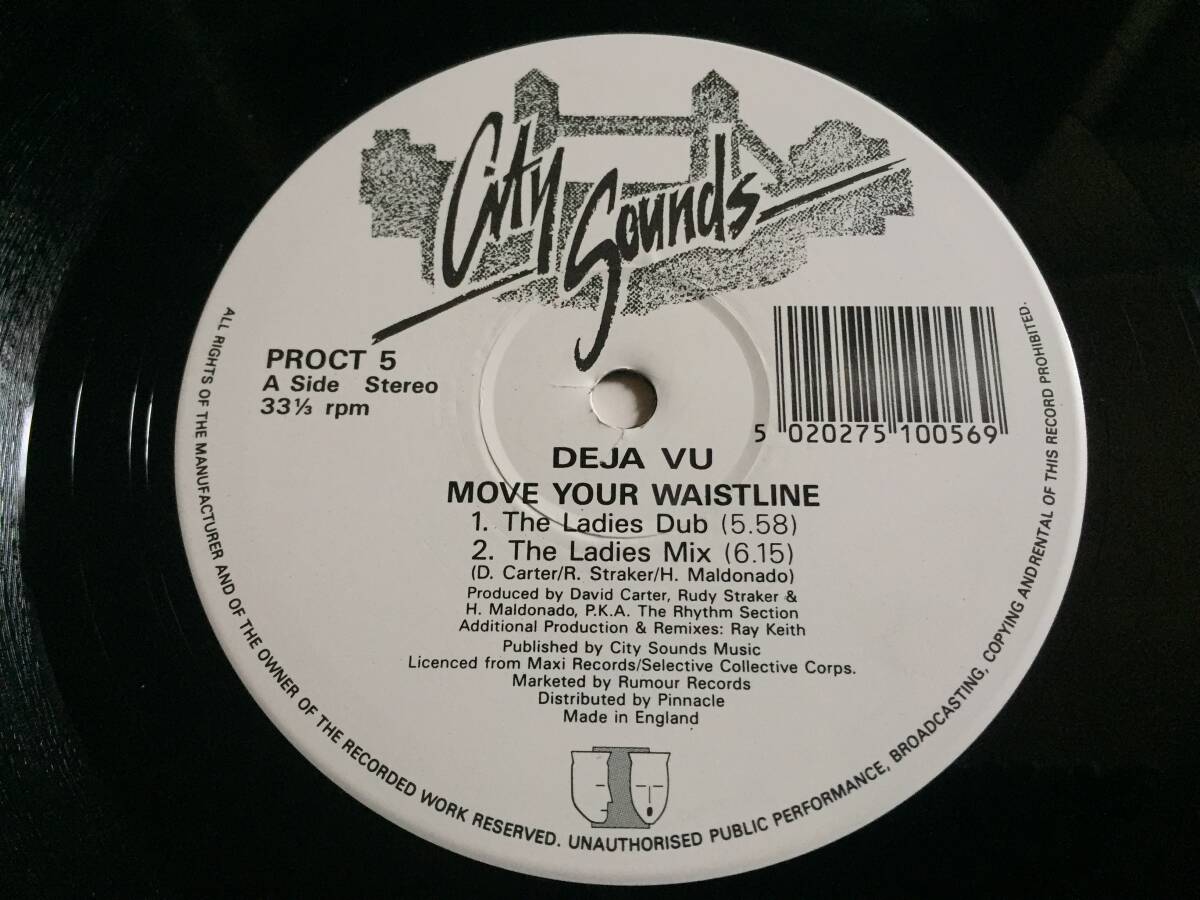 City Sounds
PROCT 5
A Side Stereo
33⅓ rpm
5 020275 100569
DEJA VU
MOVE YOUR WAISTLINE
1. The Ladies Dub (5.58)
2. The Ladies Mix (6.15)
(D. Carter/R. Straker/H. Maldonado)
Produced by David Carter, Rudy Straker &
H. Maldonado, P.K.A. The Rhythm Section
Additional Production & Remixes: Ray Keith
Published by City Sounds Music
Licenced from Maxi Records/Selective Collective Corps.
Marketed by Rumour Records
Distributed by Pinnacle
Made in England
ALL RIGHTS OF THE MANUFACTURER AND OF THE OWNER OF THE RECORDED WORK RESERVED. UNAUTHORISED PUBLIC PERFORMANCE, BROADCASTING, COPYING AND RENTAL OF THIS RECORD PROHIBITED.